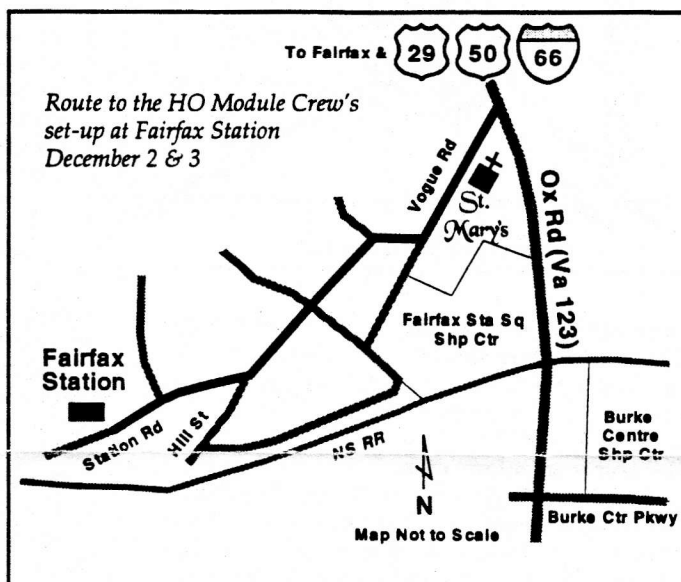 To Fairfax & 29 50 66
Route to the HO Module Crew's
set-up at Fairfax Station
December 2 & 3
Vogue Rd
St.
Mary's
Ox Rd (Va 123)
Fairfax Sta Sq
Shp Ctr
Fairfax
Station
Station Rd
Hill St
NS RR
Burke
Centre
Shp Ctr
N
Burke Ctr Pkwy
Map Not to Scale